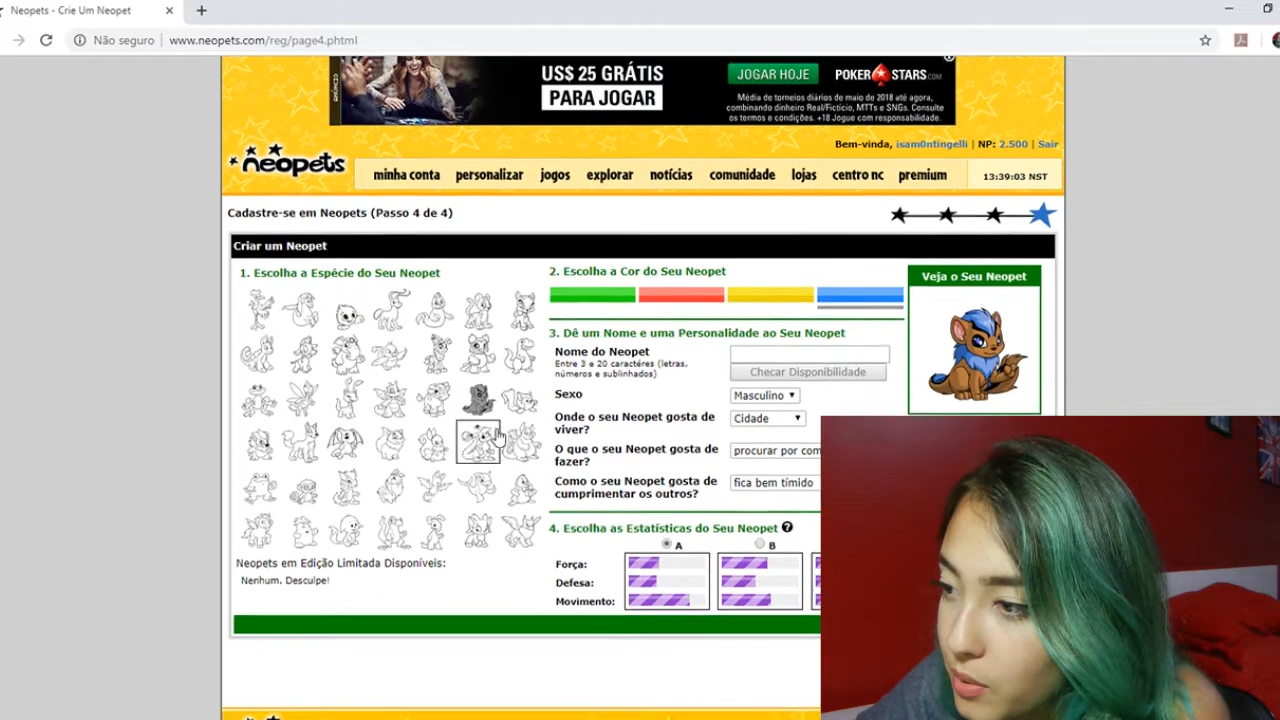 Neopets - Crie Um Neopet
Não seguro www.neopets.com/reg/page4.phtml
ANÚNCIO
US$ 25 GRÁTIS
PARA JOGAR
JOGAR HOJE
POKER STARS.COM
Média de torneios diários de maio de 2018 até agora,
combinando dinheiro Real/Fictício, MTTs e SNGs. Consulte
os termos e condições. +18 Jogue com responsabilidade.
Bem-vinda, isam0ntingelli | NP: 2.500 | Sair
neopets
minha conta personalizar jogos explorar notícias comunidade lojas centro nc premium 13:39:03 NST
Cadastre-se em Neopets (Passo 4 de 4)
Criar um Neopet
1. Escolha a Espécie do Seu Neopet
2. Escolha a Cor do Seu Neopet
Veja o Seu Neopet
3. Dê um Nome e uma Personalidade ao Seu Neopet
Nome do Neopet
Entre 3 e 20 caractéres (letras,
números e sublinhados)
Checar Disponibilidade
Sexo Masculino
Onde o seu Neopet gosta de
viver?
Cidade
O que o seu Neopet gosta de
fazer?
procurar por com
Como o seu Neopet gosta de
cumprimentar os outros?
fica bem tímido
4. Escolha as Estatísticas do Seu Neopet ?
A B
Força:
Defesa:
Movimento:
Neopets em Edição Limitada Disponíveis:
Nenhum. Desculpe!